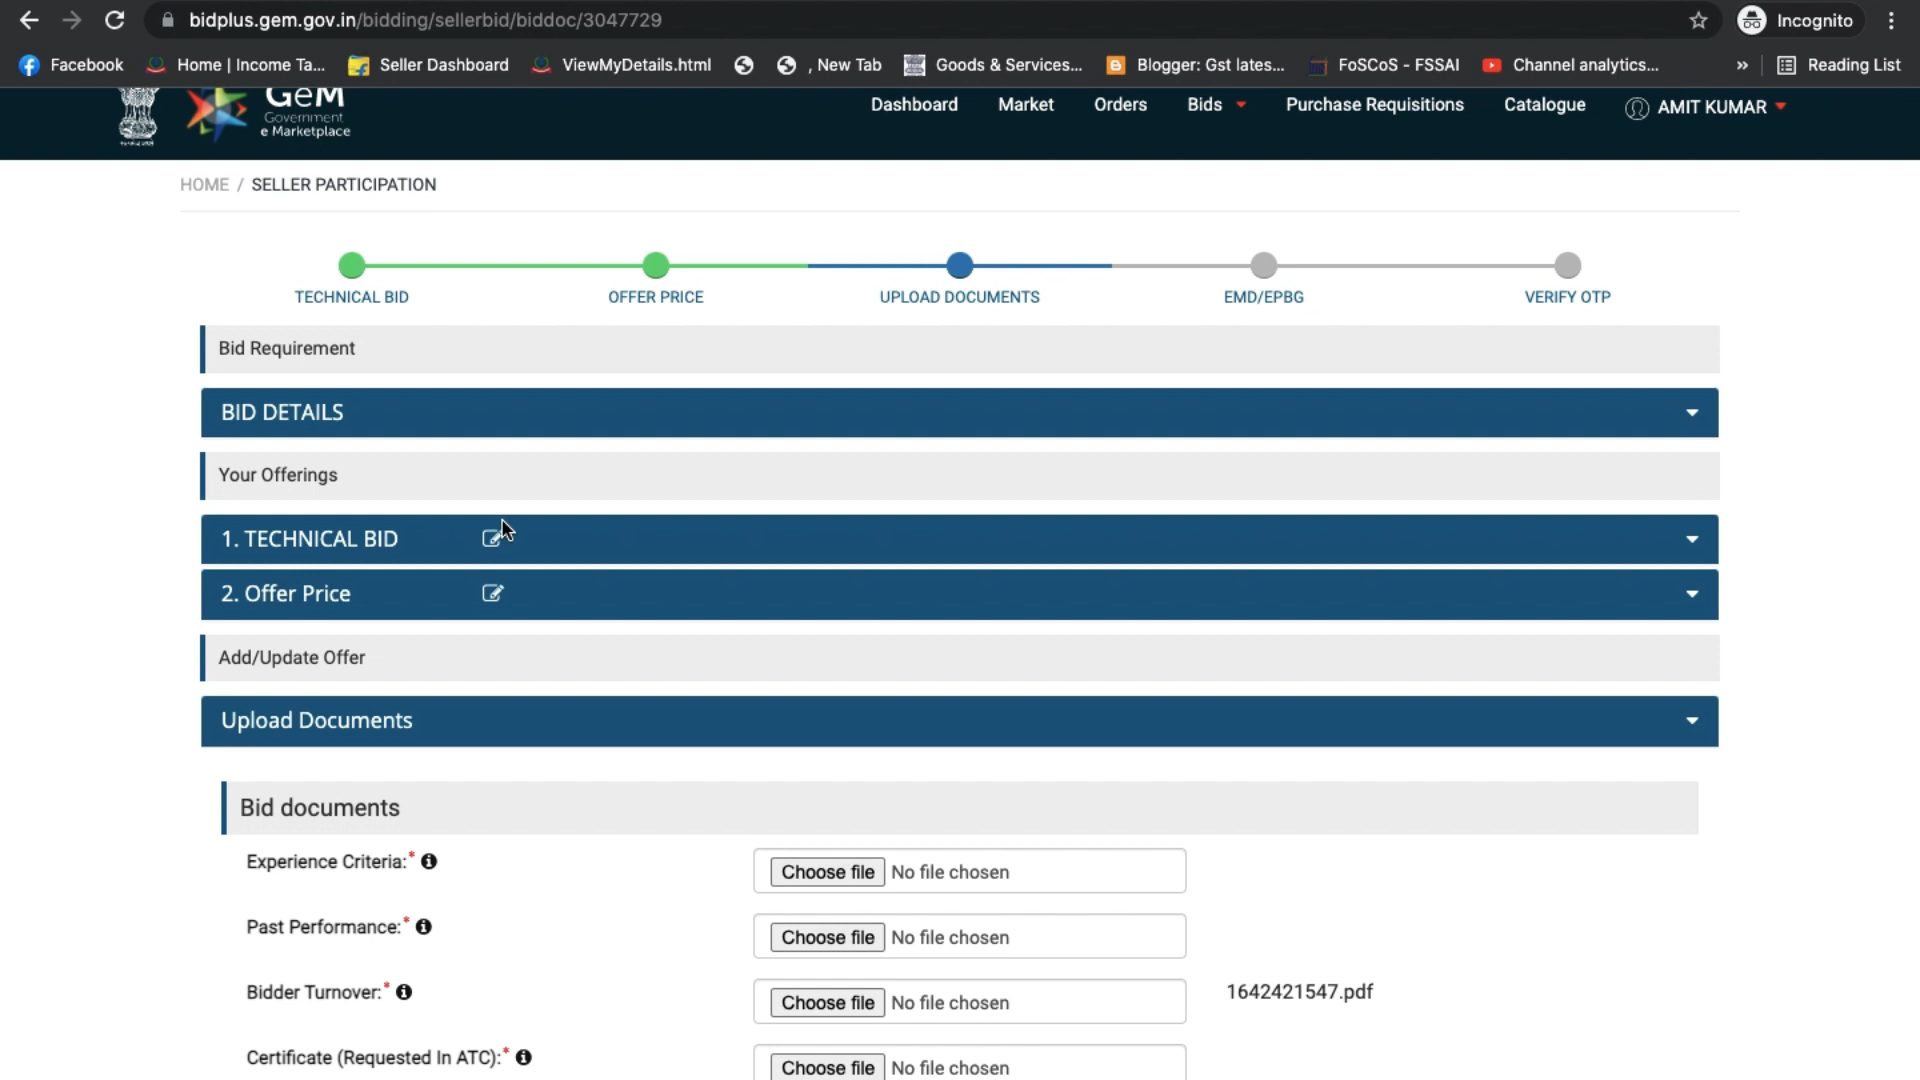 bidplus.gem.gov.in/bidding/sellerbid/biddoc/3047729
Incognito
Facebook
Home | Income Ta...
Seller Dashboard
ViewMyDetails.html
, New Tab
Goods & Services...
Blogger: Gst lates...
FoSCoS - FSSAI
Channel analytics...
»
Reading List
GeM
Government
e Marketplace
Dashboard
Market
Orders
Bids
Purchase Requisitions
Catalogue
AMIT KUMAR
HOME / SELLER PARTICIPATION
TECHNICAL BID
OFFER PRICE
UPLOAD DOCUMENTS
EMD/EPBG
VERIFY OTP
Bid Requirement
BID DETAILS
Your Offerings
1. TECHNICAL BID
2. Offer Price
Add/Update Offer
Upload Documents
Bid documents
Experience Criteria:*
Choose file No file chosen
Past Performance:*
Choose file No file chosen
Bidder Turnover:*
Choose file No file chosen
1642421547.pdf
Certificate (Requested In ATC):*
Choose file No file chosen